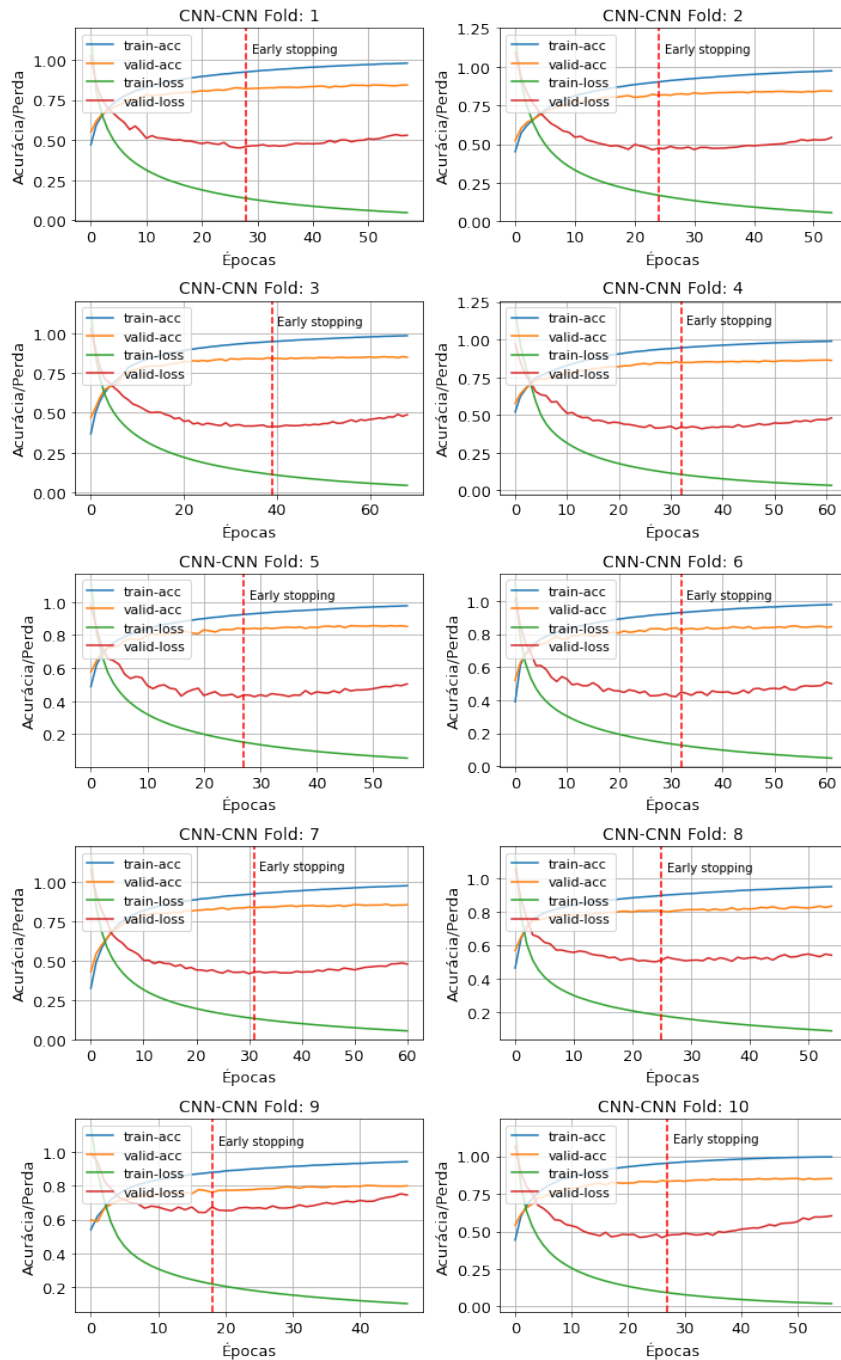 CNN-CNN Fold: 1
Acurácia/Perda
1.00
0.75
0.50
0.25
0.00
train-acc
valid-acc
train-loss
valid-loss
Early stopping
0 10 20 30 40 50
Épocas
CNN-CNN Fold: 2
Acurácia/Perda
1.25
1.00
0.75
0.50
0.25
0.00
train-acc
valid-acc
train-loss
valid-loss
Early stopping
0 10 20 30 40 50
Épocas
CNN-CNN Fold: 3
Acurácia/Perda
1.00
0.75
0.50
0.25
0.00
train-acc
valid-acc
train-loss
valid-loss
Early stopping
0 20 40 60
Épocas
CNN-CNN Fold: 4
Acurácia/Perda
1.25
1.00
0.75
0.50
0.25
0.00
train-acc
valid-acc
train-loss
valid-loss
Early stopping
0 10 20 30 40 50 60
Épocas
CNN-CNN Fold: 5
Acurácia/Perda
1.0
0.8
0.6
0.4
0.2
train-acc
valid-acc
train-loss
valid-loss
Early stopping
0 10 20 30 40 50
Épocas
CNN-CNN Fold: 6
Acurácia/Perda
1.0
0.8
0.6
0.4
0.2
0.0
train-acc
valid-acc
train-loss
valid-loss
Early stopping
0 10 20 30 40 50 60
Épocas
CNN-CNN Fold: 7
Acurácia/Perda
1.00
0.75
0.50
0.25
0.00
train-acc
valid-acc
train-loss
valid-loss
Early stopping
0 10 20 30 40 50 60
Épocas
CNN-CNN Fold: 8
Acurácia/Perda
1.0
0.8
0.6
0.4
0.2
train-acc
valid-acc
train-loss
valid-loss
Early stopping
0 10 20 30 40 50
Épocas
CNN-CNN Fold: 9
Acurácia/Perda
1.0
0.8
0.6
0.4
0.2
train-acc
valid-acc
train-loss
valid-loss
Early stopping
0 10 20 30 40
Épocas
CNN-CNN Fold: 10
Acurácia/Perda
1.00
0.75
0.50
0.25
0.00
train-acc
valid-acc
train-loss
valid-loss
Early stopping
0 10 20 30 40 50
Épocas